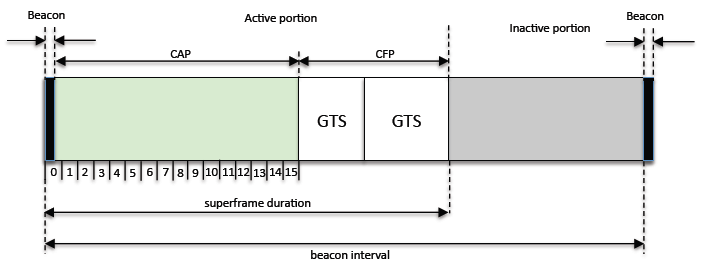 Beacon
Active portion
Inactive portion
Beacon
CAP
CFP
GTS
GTS
0 1 2 3 4 5 6 7 8 9 10 11 12 13 14 15
superframe duration
beacon interval